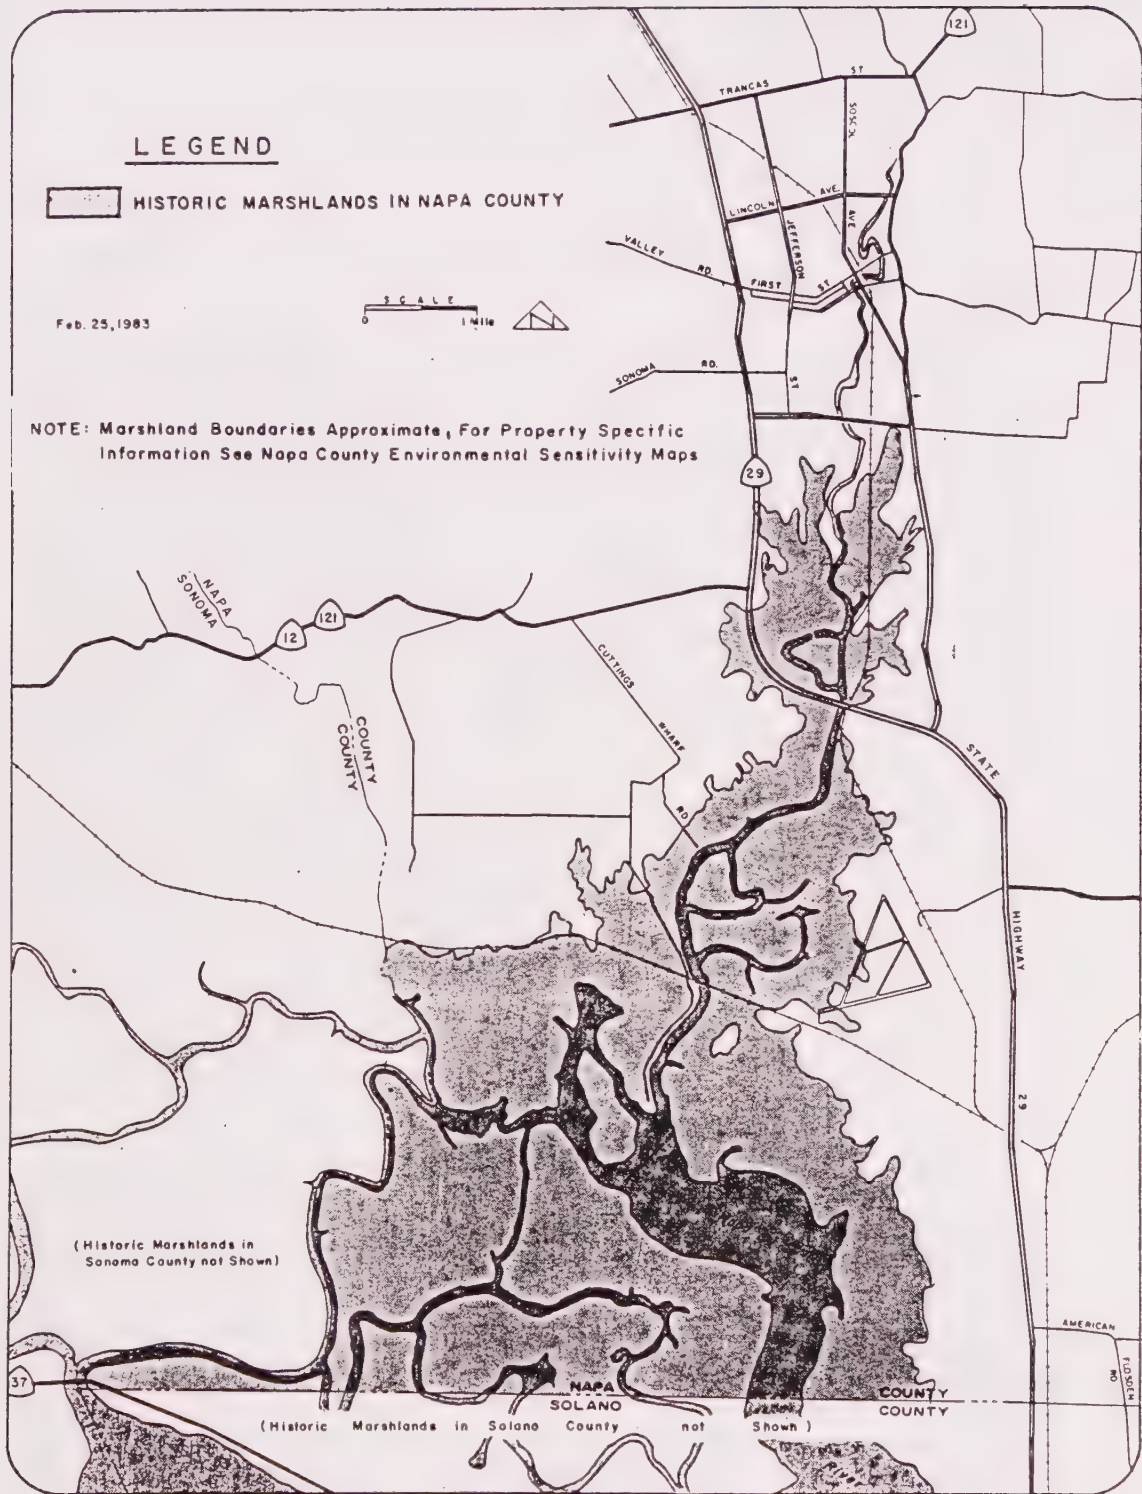 LEGEND
HISTORIC MARSHLANDS IN NAPA COUNTY
Feb. 25, 1983
SCALE
0 1 Mile
N
NOTE: Marshland Boundaries Approximate, For Property Specific
Information See Napa County Environmental Sensitivity Maps
121
TRANCAS ST
SOSCOL AVE
LINCOLN AVE.
JEFFERSON ST
VALLEY RD.
FIRST ST
SONOMA RD.
29
NAPA
SONOMA
COUNTY
COUNTY
12
121
CUTTINGS WHARF RD
STATE HIGHWAY 29
(Historic Marshlands in
Sonoma County not Shown)
37
AMERICAN
FLOSDEN
RD
NAPA COUNTY
SOLANO COUNTY
(Historic Marshlands in Solano County not Shown)